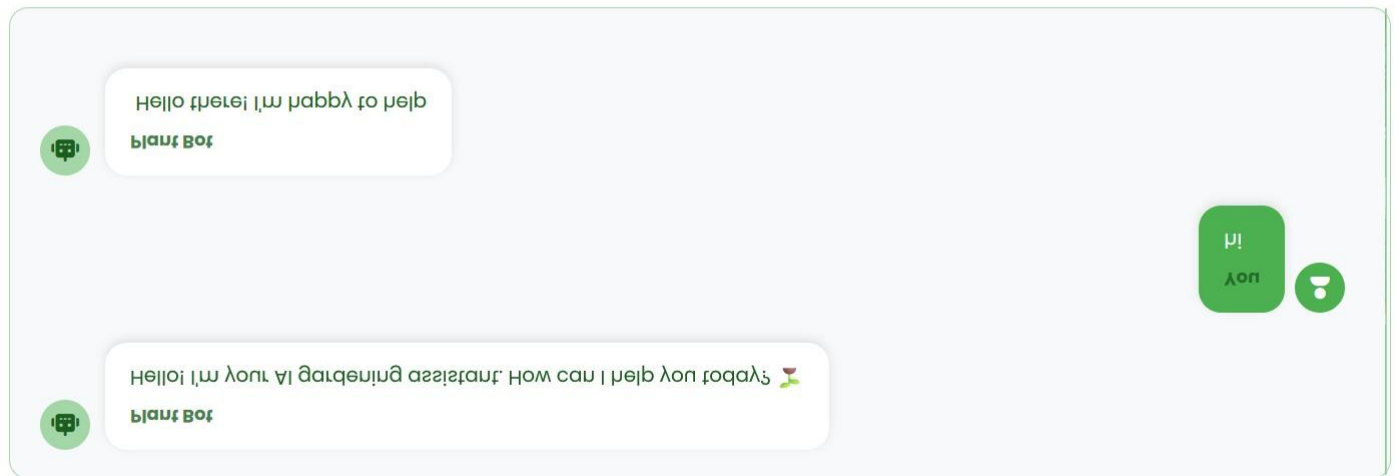 Plant Bot
Hello! I'm your AI gardening assistant. How can I help you today? 🌱
You
hi
Plant Bot
Hello there! I'm happy to help